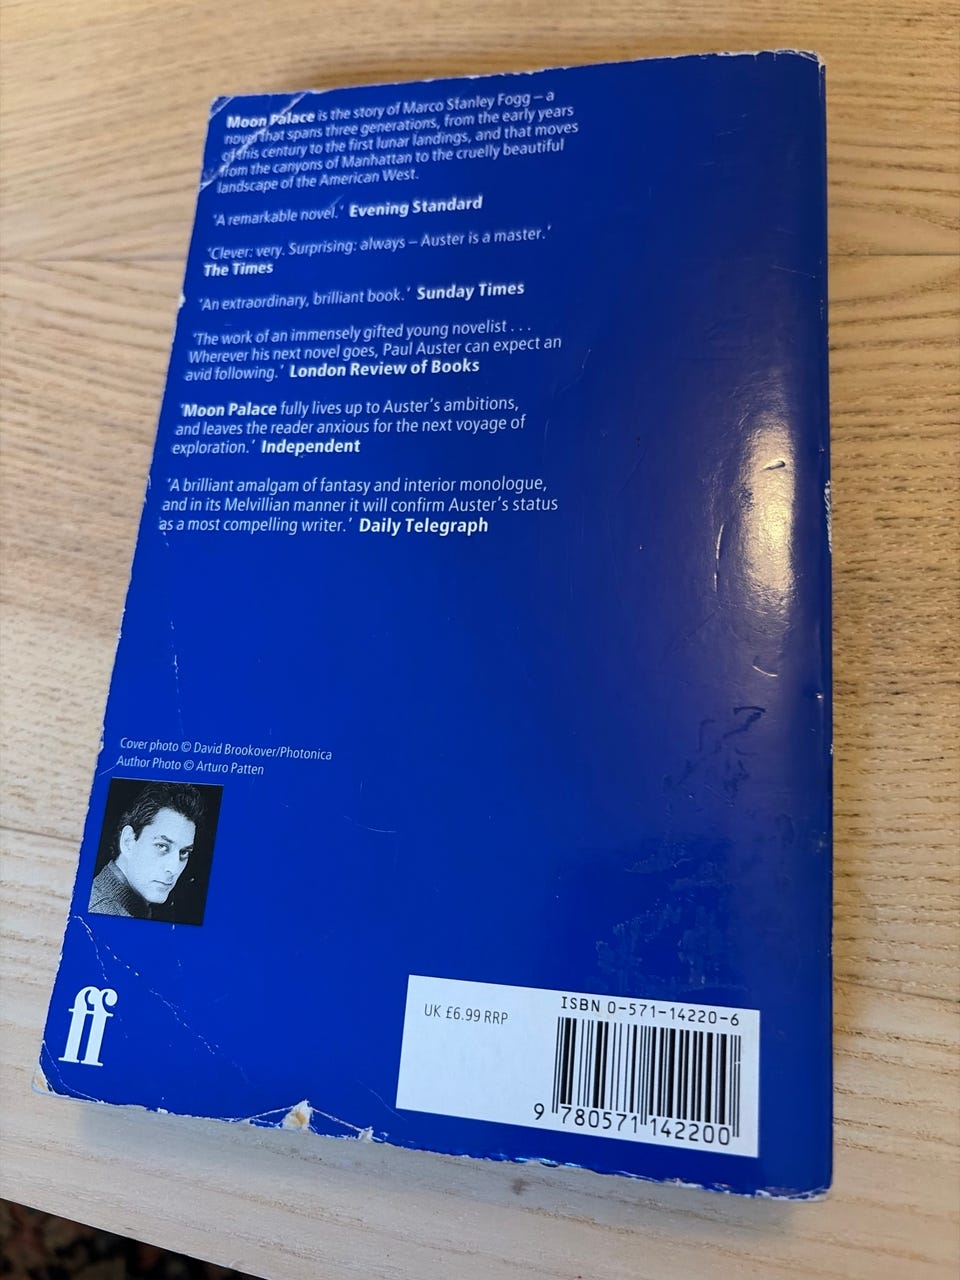 Moon Palace is the story of Marco Stanley Fogg – a
novel that spans three generations, from the early years
of this century to the first lunar landings, and that moves
from the canyons of Manhattan to the cruelly beautiful
landscape of the American West.
'A remarkable novel.' Evening Standard
'Clever: very. Surprising: always – Auster is a master.'
The Times
'An extraordinary, brilliant book.' Sunday Times
'The work of an immensely gifted young novelist . . .
Wherever his next novel goes, Paul Auster can expect an
avid following.' London Review of Books
'Moon Palace fully lives up to Auster's ambitions,
and leaves the reader anxious for the next voyage of
exploration.' Independent
'A brilliant amalgam of fantasy and interior monologue,
and in its Melvillian manner it will confirm Auster's status
as a most compelling writer.' Daily Telegraph
Cover photo © David Brookover/Photonica
Author Photo © Arturo Patten
ff
UK £6.99 RRP
ISBN 0-571-14220-6
9 780571 142200